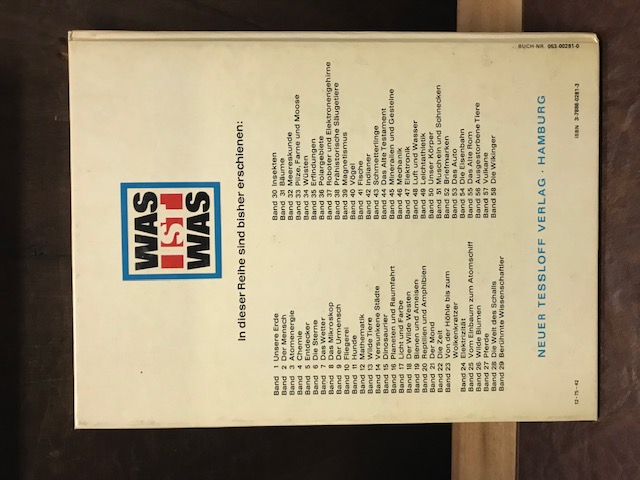 BUCH-NR. 053-00281-0
WAS
IST
WAS
In dieser Reihe sind bisher erschienen:
Band 1 Unsere Erde
Band 2 Der Mensch
Band 3 Atomenergie
Band 4 Chemie
Band 5 Entdecker
Band 6 Die Sterne
Band 7 Das Wetter
Band 8 Das Mikroskop
Band 9 Der Urmensch
Band 10 Fliegerei
Band 11 Hunde
Band 12 Mathematik
Band 13 Wilde Tiere
Band 14 Versunkene Städte
Band 15 Dinosaurier
Band 16 Planeten und Raumfahrt
Band 17 Licht und Farbe
Band 18 Der Wilde Westen
Band 19 Bienen und Ameisen
Band 20 Reptilien und Amphibien
Band 21 Der Mond
Band 22 Die Zeit
Band 23 Von der Höhle bis zum
Wolkenkratzer
Band 24 Elektrizität
Band 25 Vom Einbaum zum Atomschiff
Band 26 Wilde Blumen
Band 27 Pferde
Band 28 Die Welt des Schalls
Band 29 Berühmte Wissenschaftler
Band 30 Insekten
Band 31 Bäume
Band 32 Meereskunde
Band 33 Pilze, Farne und Moose
Band 34 Wüsten
Band 35 Erfindungen
Band 36 Polargebiete
Band 37 Roboter und Elektronengehirne
Band 38 Prähistorische Säugetiere
Band 39 Magnetismus
Band 40 Vögel
Band 41 Fische
Band 42 Indianer
Band 43 Schmetterlinge
Band 44 Das Alte Testament
Band 45 Mineralien und Gesteine
Band 46 Mechanik
Band 47 Elektronik
Band 48 Luft und Wasser
Band 49 Leichtathletik
Band 50 Unser Körper
Band 51 Muscheln und Schnecken
Band 52 Briefmarken
Band 53 Das Auto
Band 54 Die Eisenbahn
Band 55 Das Alte Rom
Band 56 Ausgestorbene Tiere
Band 57 Vulkane
Band 58 Die Wikinger
NEUER TESSLOFF VERLAG · HAMBURG
12-75-42
ISBN 3-7886-0281-3